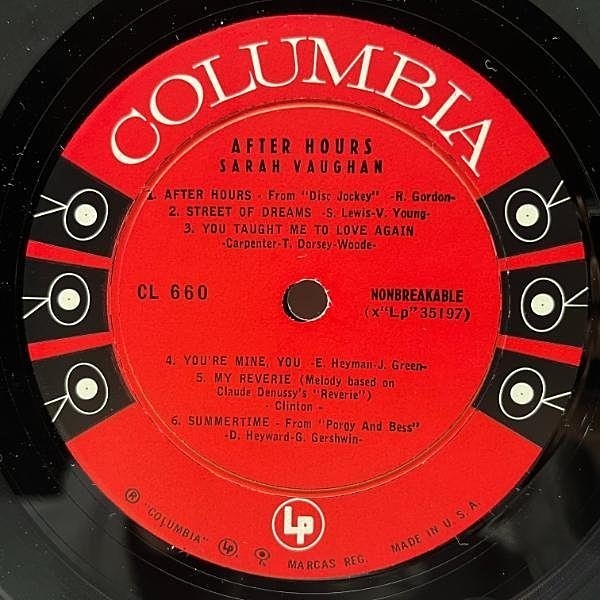 COLUMBIA
AFTER HOURS
SARAH VAUGHAN
1. AFTER HOURS - From "Disc Jockey" -R. Gordon-
2. STREET OF DREAMS -S. Lewis-V. Young-
3. YOU TAUGHT ME TO LOVE AGAIN
-Carpenter-T. Dorsey-Woode-
CL 660
NONBREAKABLE
(x"Lp" 35197)
4. YOU'RE MINE, YOU -E. Heyman-J. Green-
5. MY REVERIE (Melody based on
Claude Denussy's "Reverie")
- Clinton -
6. SUMMERTIME - From "Porgy And Bess"
-D. Heyward-G. Gershwin-
Lp
® "COLUMBIA" Lp MARCAS REG. MADE IN U.S.A.